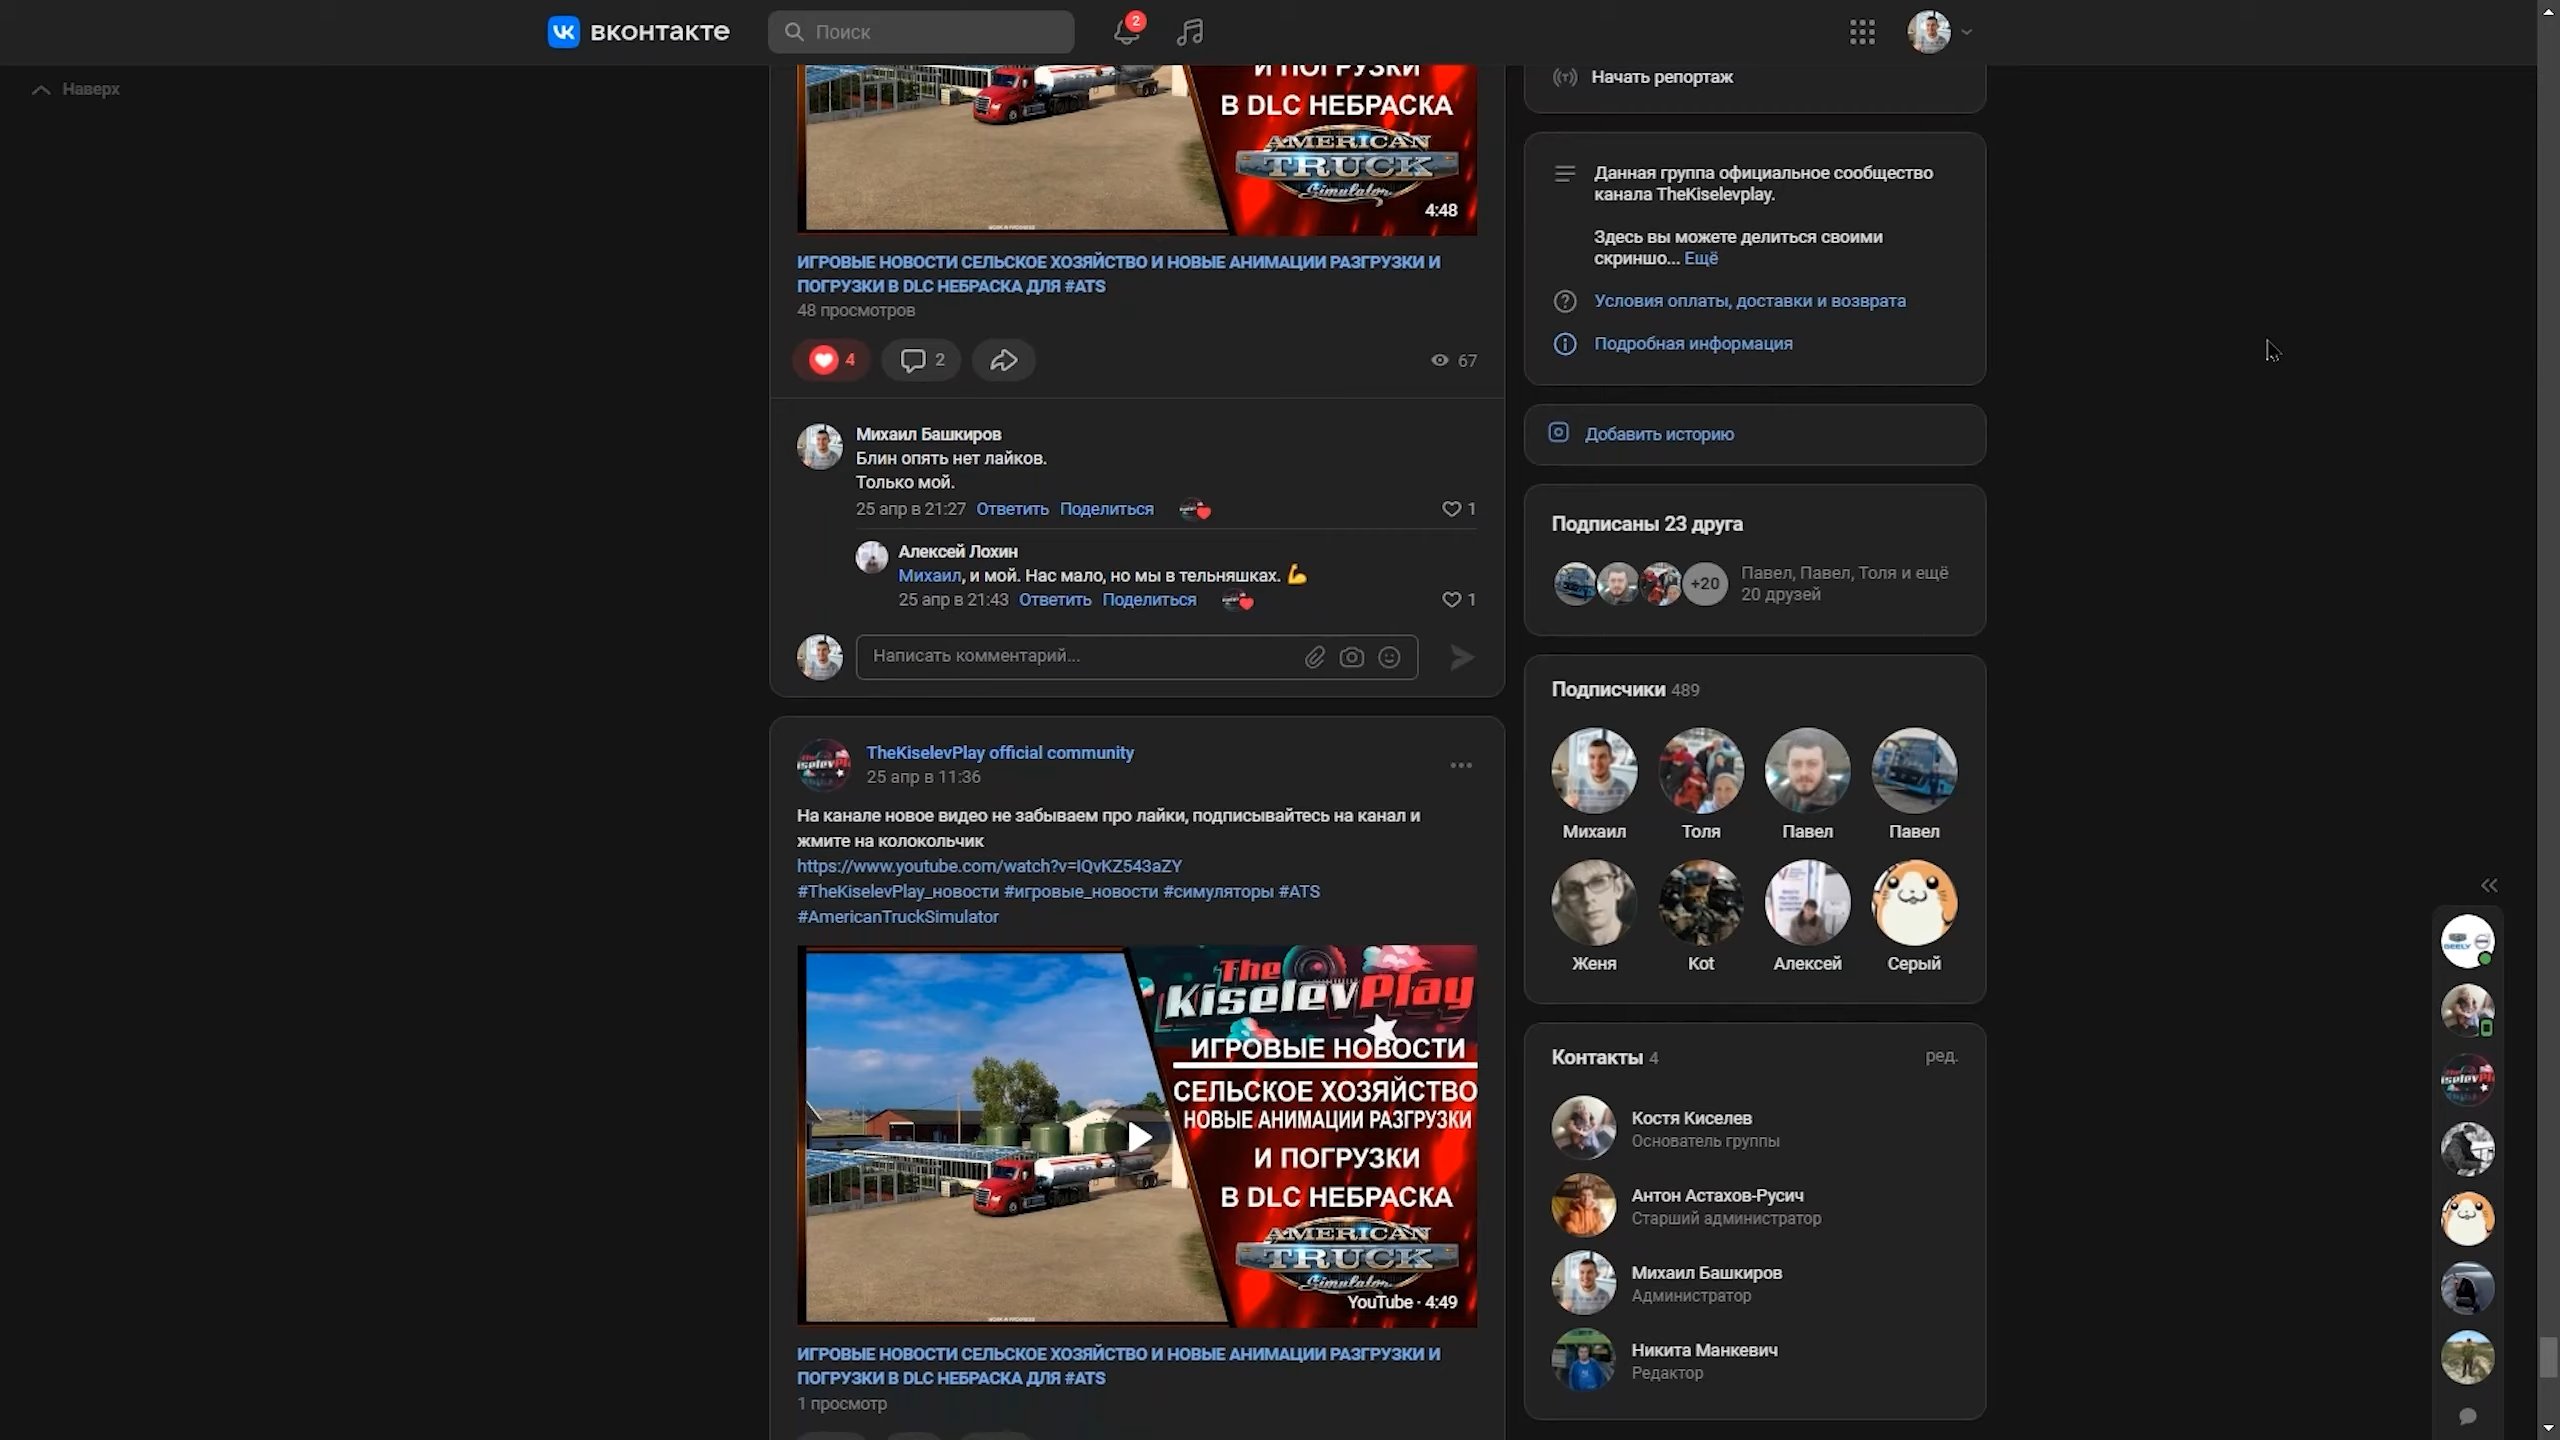 вконтакте
Поиск
2
Наверх
И ПОГРУЗКИ
В DLC НЕБРАСКА
AMERICAN
TRUCK
Simulator
4:48
ИГРОВЫЕ НОВОСТИ СЕЛЬСКОЕ ХОЗЯЙСТВО И НОВЫЕ АНИМАЦИИ РАЗГРУЗКИ И
ПОГРУЗКИ В DLC НЕБРАСКА ДЛЯ #ATS
48 просмотров
4
2
67
Михаил Башкиров
Блин опять нет лайков.
Только мой.
25 апр в 21:27 Ответить Поделиться
1
Алексей Лохин
Михаил, и мой. Нас мало, но мы в тельняшках. 💪
25 апр в 21:43 Ответить Поделиться
1
Написать комментарий...
TheKiselevPlay official community
25 апр в 11:36
На канале новое видео не забываем про лайки, подписывайтесь на канал и
жмите на колокольчик
https://www.youtube.com/watch?v=IQvKZ543aZY
#TheKiselevPlay_новости #игровые_новости #симуляторы #ATS
#AmericanTruckSimulator
The
KiselevPlay
ИГРОВЫЕ НОВОСТИ
СЕЛЬСКОЕ ХОЗЯЙСТВО
НОВЫЕ АНИМАЦИИ РАЗГРУЗКИ
И ПОГРУЗКИ
В DLC НЕБРАСКА
AMERICAN
TRUCK
Simulator
YouTube · 4:49
ИГРОВЫЕ НОВОСТИ СЕЛЬСКОЕ ХОЗЯЙСТВО И НОВЫЕ АНИМАЦИИ РАЗГРУЗКИ И
ПОГРУЗКИ В DLC НЕБРАСКА ДЛЯ #ATS
1 просмотр
Начать репортаж
Данная группа официальное сообщество
канала TheKiselevplay.
Здесь вы можете делиться своими
скриншо... Ещё
Условия оплаты, доставки и возврата
Подробная информация
Добавить историю
Подписаны 23 друга
+20
Павел, Павел, Толя и ещё
20 друзей
Подписчики 489
Михаил
Толя
Павел
Павел
Женя
Kot
Алексей
Серый
Контакты 4
ред.
Костя Киселев
Основатель группы
Антон Астахов-Русич
Старший администратор
Михаил Башкиров
Администратор
Никита Манкевич
Редактор